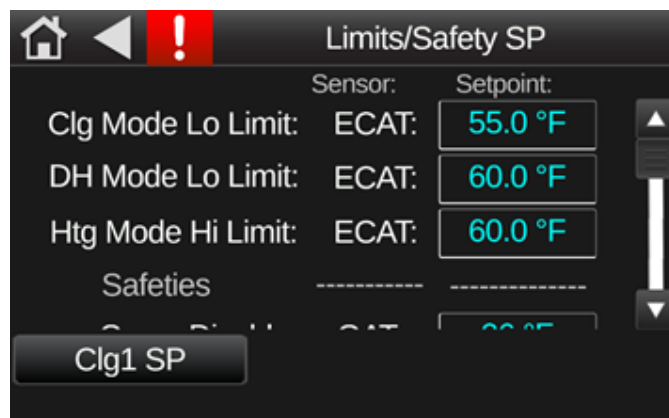 Limits/Safety SP
Sensor: Setpoint:
Clg Mode Lo Limit: ECAT: 55.0 °F
DH Mode Lo Limit: ECAT: 60.0 °F
Htg Mode Hi Limit: ECAT: 60.0 °F
Safeties ----------- --------------
Clg1 SP